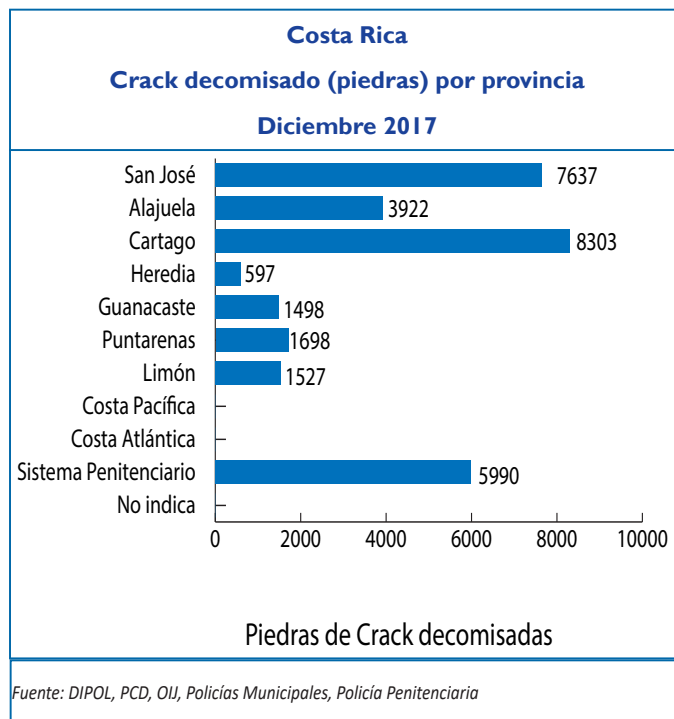 Costa Rica
Crack decomisado (piedras) por provincia
Diciembre 2017
San José 7637
Alajuela 3922
Cartago 8303
Heredia 597
Guanacaste 1498
Puntarenas 1698
Limón 1527
Costa Pacífica
Costa Atlántica
Sistema Penitenciario 5990
No indica
0 2000 4000 6000 8000 10000
Piedras de Crack decomisadas
Fuente: DIPOL, PCD, OIJ, Policías Municipales, Policía Penitenciaria